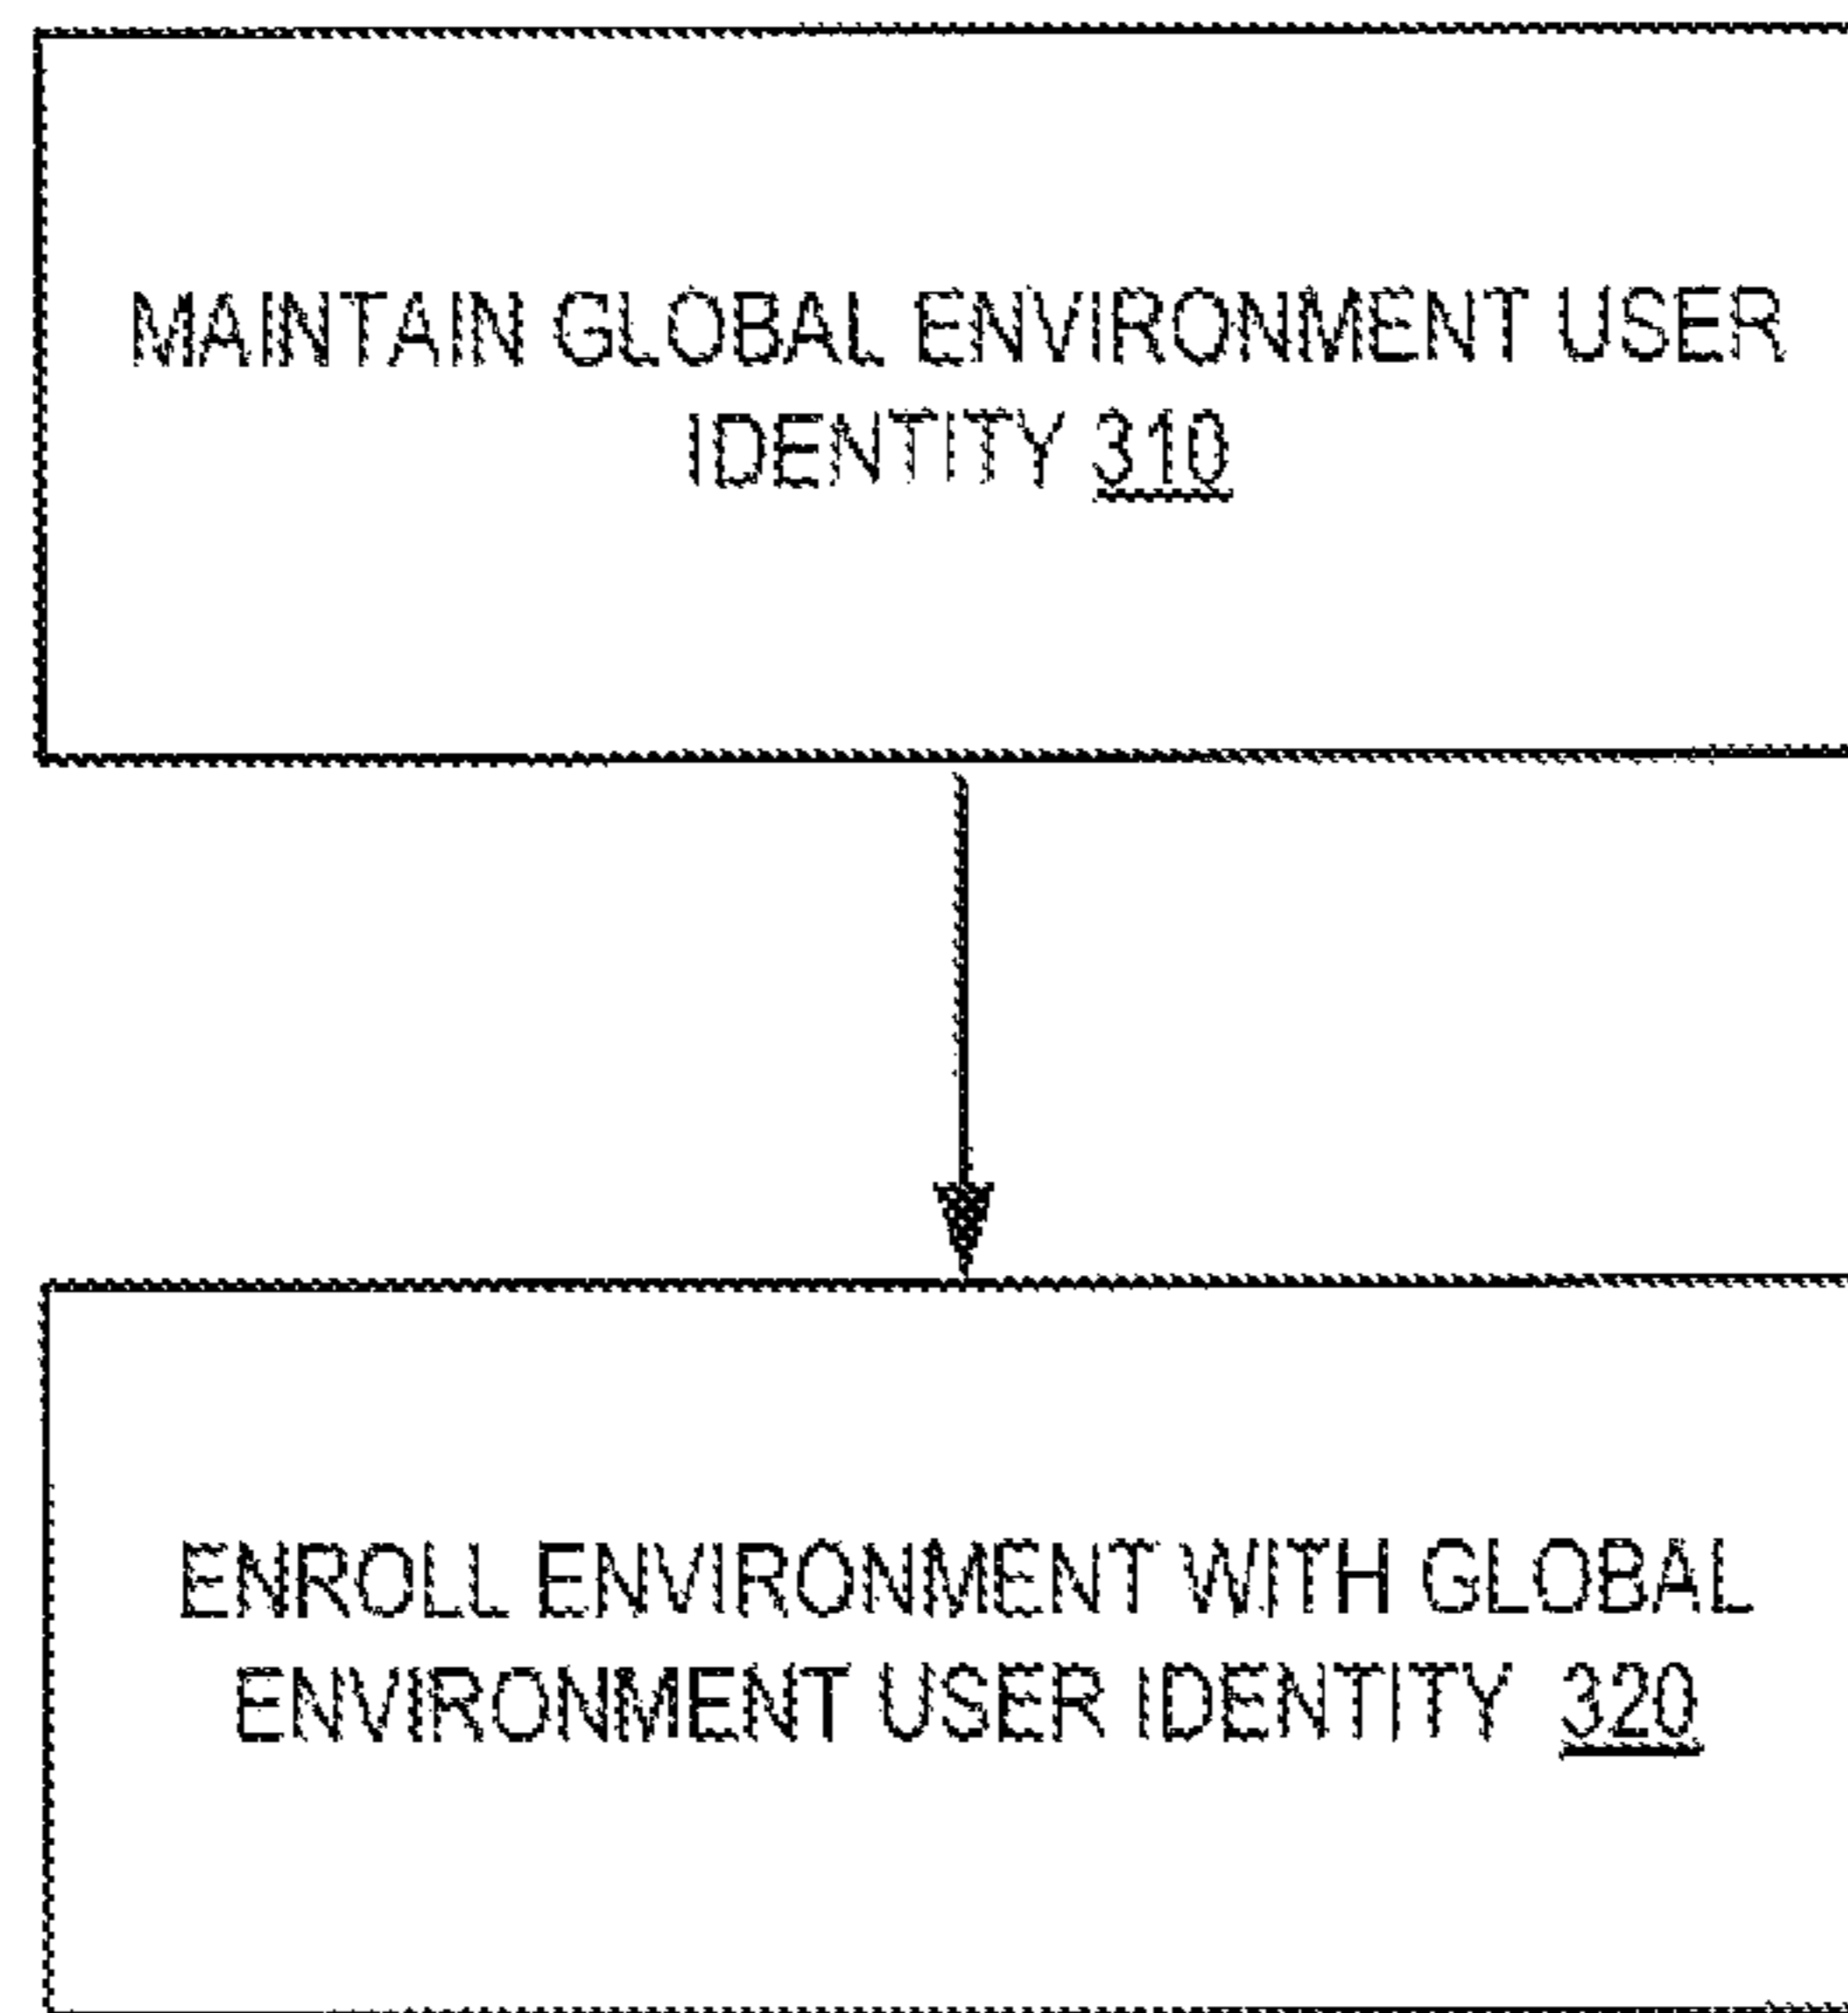 MAINTAIN GLOBAL ENVIRONMENT USER
IDENTITY 310
ENROLL ENVIRONMENT WITH GLOBAL
ENVIRONMENT USER IDENTITY 320